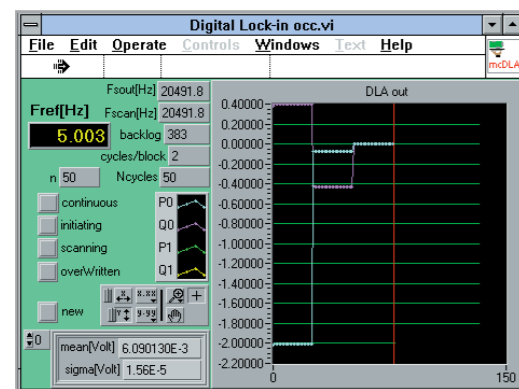 Digital Lock-in occ.vi
File Edit Operate Controls Windows Text Help
mcDLA
Fsout[Hz] 20491.8
Fref[Hz] Fscan[Hz] 20491.8
5.003 backlog 383
cycles/block 2
n 50 Ncycles 50
continuous P0
initiating Q0
scanning P1
overWritten Q1
new
X X.XX
Y Y.YY
0
mean[Volt] 6.090130E-3
sigma[Volt] 1.56E-5
DLA out
0.40000
0.20000
0.00000
-0.20000
-0.40000
-0.60000
-0.80000
-1.00000
-1.20000
-1.40000
-1.60000
-1.80000
-2.00000
-2.20000
0 150